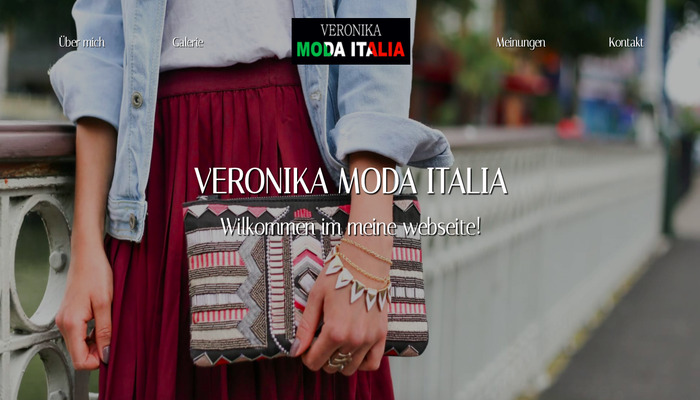 Über mich
Galerie
VERONIKA
MODA ITALIA
Meinungen
Kontakt
VERONIKA MODA ITALIA
Wilkommen im meine webseite!